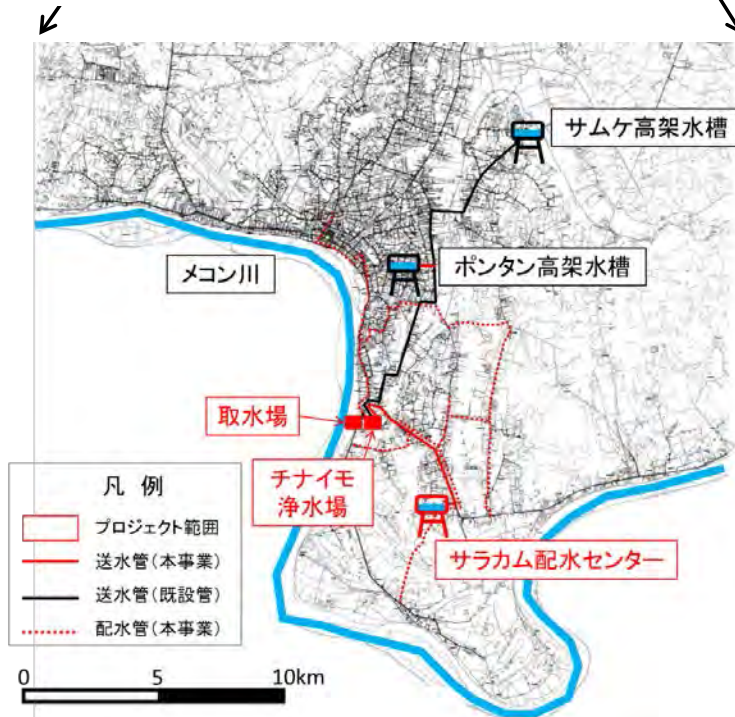 サムケ高架水槽
メコン川
ポンタン高架水槽
取水場
チナイモ
浄水場
サラカム配水センター
凡 例
プロジェクト範囲
送水管(本事業)
送水管(既設管)
配水管(本事業)
0 5 10km